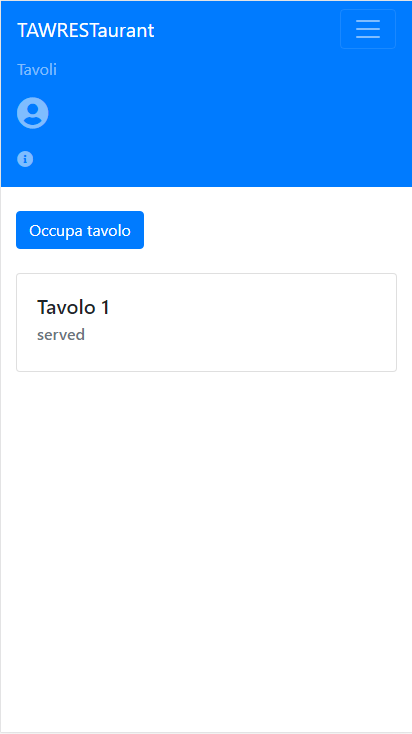 TAWRESTaurant
Tavoli
Occupa tavolo
Tavolo 1
served